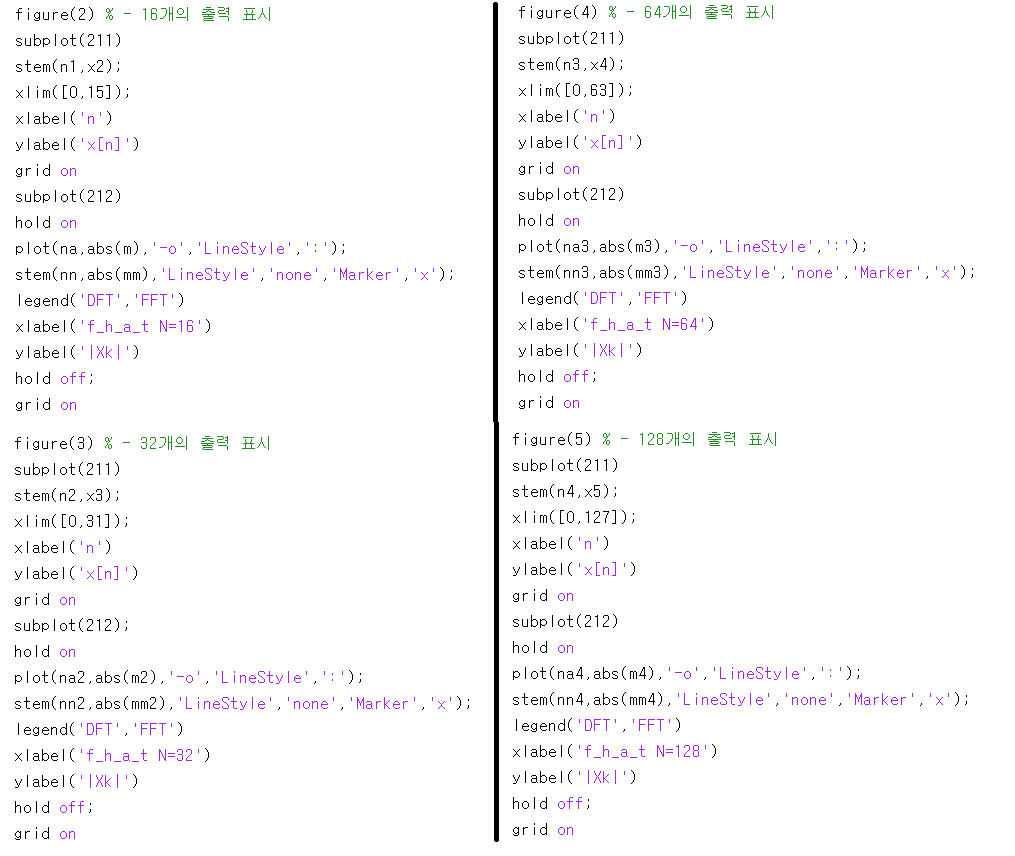 figure(2) % - 16개의 출력 표시
subplot(211)
stem(n1,x2);
xlim([0,15]);
xlabel('n')
ylabel('x[n]')
grid on
subplot(212)
hold on
plot(na,abs(m),'-o','LineStyle',':');
stem(nn,abs(mm),'LineStyle','none','Marker','x');
legend('DFT','FFT')
xlabel('f_h_a_t N=16')
ylabel('|Xk|')
hold off;
grid on
figure(3) % - 32개의 출력 표시
subplot(211)
stem(n2,x3);
xlim([0,31]);
xlabel('n')
ylabel('x[n]')
grid on
subplot(212);
hold on
plot(na2,abs(m2),'-o','LineStyle',':');
stem(nn2,abs(mm2),'LineStyle','none','Marker','x');
legend('DFT','FFT')
xlabel('f_h_a_t N=32')
ylabel('|Xk|')
hold off;
grid on
figure(4) % - 64개의 출력 표시
subplot(211)
stem(n3,x4);
xlim([0,63]);
xlabel('n')
ylabel('x[n]')
grid on
subplot(212)
hold on
plot(na3,abs(m3),'-o','LineStyle',':');
stem(nn3,abs(mm3),'LineStyle','none','Marker','x');
legend('DFT','FFT')
xlabel('f_h_a_t N=64')
ylabel('|Xk|')
hold off;
grid on
figure(5) % - 128개의 출력 표시
subplot(211)
stem(n4,x5);
xlim([0,127]);
xlabel('n')
ylabel('x[n]')
grid on
subplot(212)
hold on
plot(na4,abs(m4),'-o','LineStyle',':');
stem(nn4,abs(mm4),'LineStyle','none','Marker','x');
legend('DFT','FFT')
xlabel('f_h_a_t N=128')
ylabel('|Xk|')
hold off;
grid on